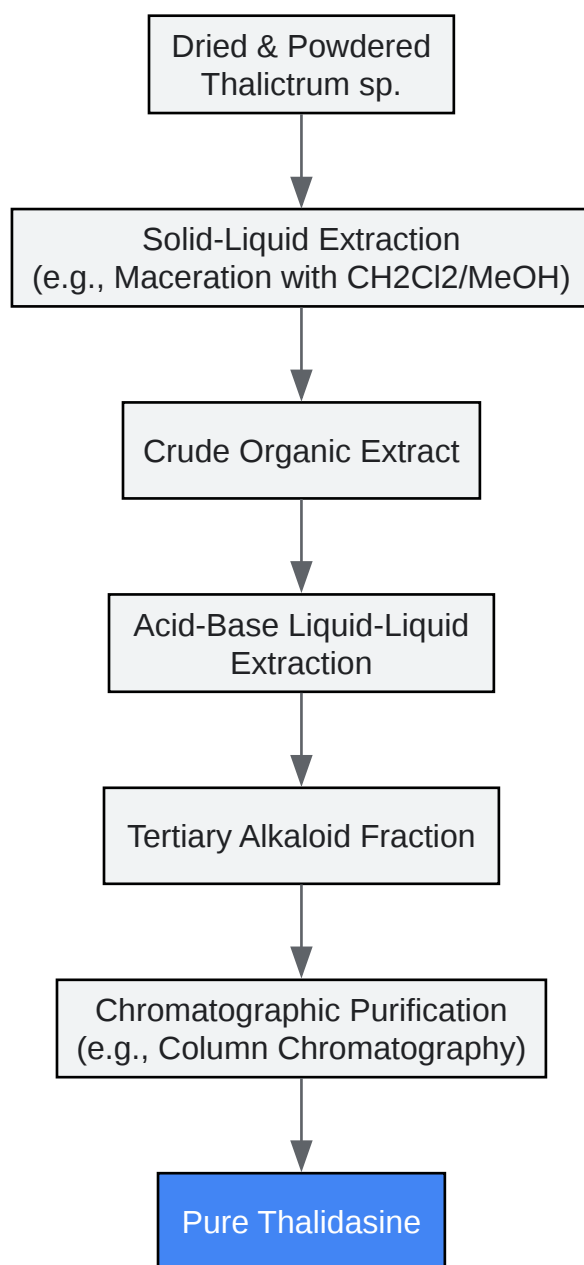 Dried & Powdered
Thalictrum sp.
Solid-Liquid Extraction
(e.g., Maceration with CH2Cl2/MeOH)
Crude Organic Extract
Acid-Base Liquid-Liquid
Extraction
Tertiary Alkaloid Fraction
Chromatographic Purification
(e.g., Column Chromatography)
Pure Thalidasine